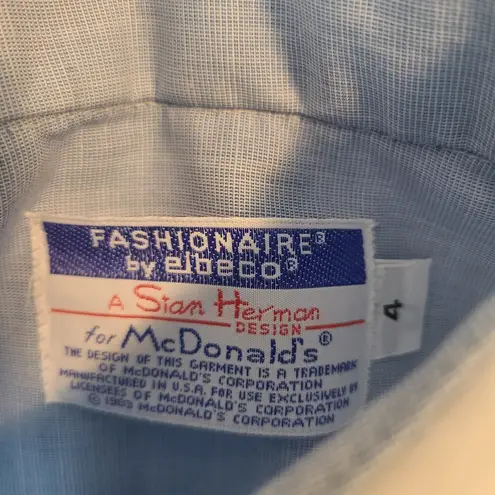 FASHIONAIRE®
by elbeco®
A Stan Herman
DESIGN
for McDonald's®
THE DESIGN OF THIS GARMENT IS A TRADEMARK
OF McDONALD'S CORPORATION
MANUFACTURED IN U.S.A. FOR USE EXCLUSIVELY BY
LICENSEES OF McDONALD'S CORPORATION
© 1983 McDONALD'S CORPORATION
4